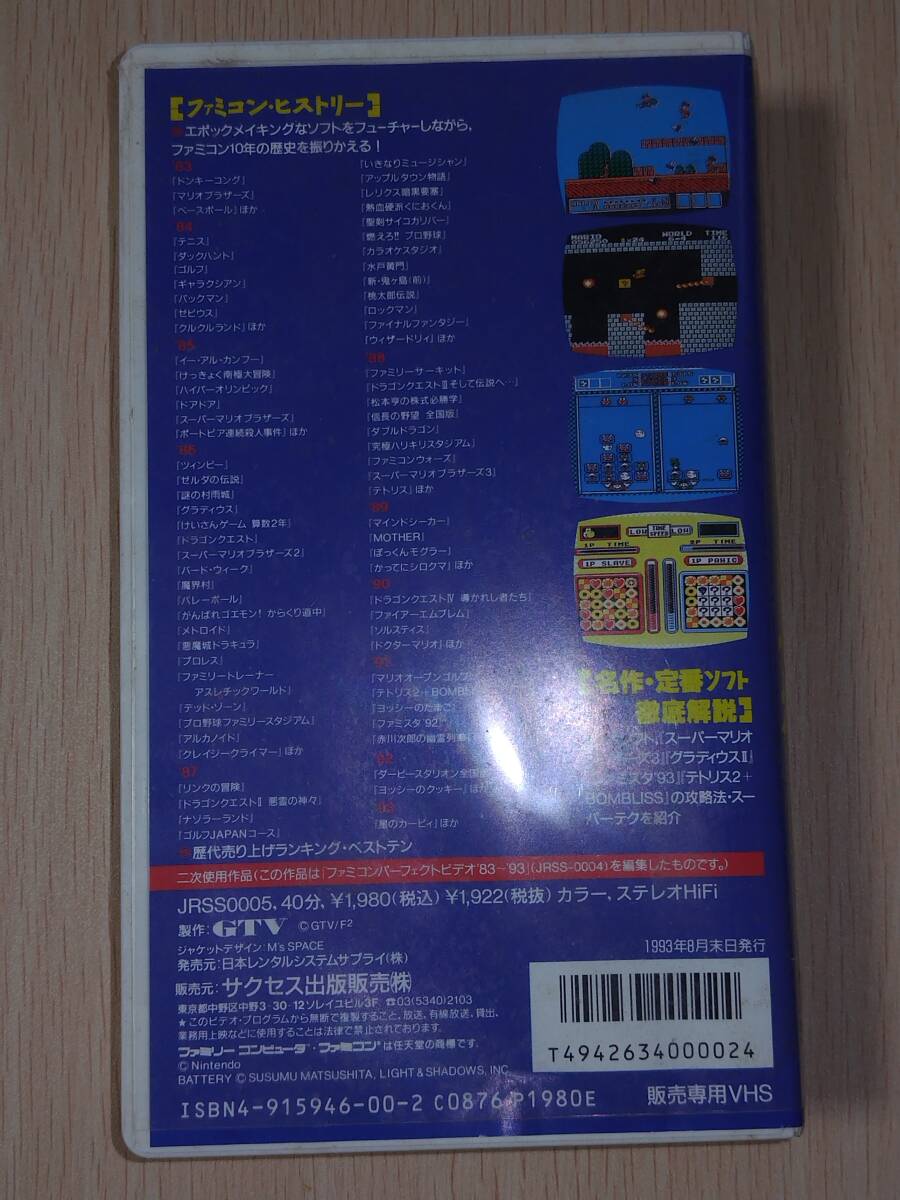 【ファミコン・ヒストリー】
★エポックメイキングなソフトをフューチャーしながら,
ファミコン10年の歴史を振りかえる!
'83
『ドンキーコング』
『マリオブラザーズ』
『ベースボール』ほか
'84
『テニス』
『ダックハント』
『ゴルフ』
『ギャラクシアン』
『パックマン』
『ゼビウス』
『クルクルランド』ほか
'85
『イー・アル・カンフー』
『けっきょく南極大冒険』
『ハイパーオリンピック』
『ドアドア』
『スーパーマリオブラザーズ』
『ポートピア連続殺人事件』ほか
'86
『ツインビー』
『ゼルダの伝説』
『謎の村雨城』
『グラディウス』
『けいさんゲーム 算数2年』
『ドラゴンクエスト』
『スーパーマリオブラザーズ2』
『バード・ウィーク』
『魔界村』
『バレーボール』
『がんばれゴエモン! からくり道中』
『メトロイド』
『悪魔城ドラキュラ』
『プロレス』
『ファミリートレーナー
アスレチックワールド』
『デッド・ゾーン』
『プロ野球ファミリースタジアム』
『アルカノイド』
『クレイジークライマー』ほか
'87
『リンクの冒険』
『ドラゴンクエストⅡ 悪霊の神々』
『ナゾラーランド』
『ゴルフJAPANコース』
『いきなりミュージシャン』
『アップルタウン物語』
『レリクス暗黒要塞』
『熱血硬派くにおくん』
『聖剣サイコカリバー』
『燃えろ!! プロ野球』
『カラオケスタジオ』
『水戸黄門』
『新・鬼ヶ島(前)』
『桃太郎伝説』
『ロックマン』
『ファイナルファンタジー』
『ウィザードリィ』ほか
'88
『ファミリーサーキット』
『ドラゴンクエストⅢ そして伝説へ…』
『松本亨の株式必勝学』
『信長の野望 全国版』
『ダブルドラゴン』
『究極ハリキリスタジアム』
『ファミコンウォーズ』
『スーパーマリオブラザーズ3』
『テトリス』ほか
'89
『マインドシーカー』
『MOTHER』
『ぼっくんモグラー』
『かってにシロクマ』ほか
'90
『ドラゴンクエストⅣ 導かれし者たち』
『ファイアーエムブレム』
『ソルスティス』
『ドクターマリオ』ほか
'91
『マリオオープンゴルフ
『テトリス2+BOMBLISS
『ヨッシーのたまご』
『ファミスタ'92』
『赤川次郎の幽霊列車
'92
『ダービースタリオン全国
『ヨッシーのクッキー』ほか
'93
『星のカービィ』ほか
★歴代売り上げランキング・ベストテン
MARIO WORLD TIME
096250 1×24 6-4 116
LOW TIME SPEED LOW
1P TIME 2P TIME
1P SLAVE 1P PANIC
【名作・定番ソフト
徹底解説】
フト,『スーパーマリオ
ズ3』『グラディウスⅡ』
スタ'93』『テトリス2+
BOMBLISS』の攻略法・スー
パーテクを紹介
二次使用作品(この作品は「ファミコンパーフェクトビデオ'83〜'93」(JRSS-0004)を編集したものです。)
JRSS0005, 40分, ¥1,980(税込) ¥1,922(税抜) カラー, ステレオHiFi
製作: GTV ©GTV/F²
ジャケットデザイン: M's SPACE
1993年8月末日発行
発売元: 日本レンタルシステムサプライ(株)
販売元: サクセス出版販売㈱
東京都中野区中野3-30-12ソレイユビル3F ☎03(5340)2103
★このビデオ・プログラムから無断で複製すること, 放送, 有線放送, 貸出,
業務用上映などに使用することは法律で禁止されております。
ファミリーコンピュータ・ファミコン®は任天堂の商標です。
© Nintendo
BATTERY © SUSUMU MATSUSHITA, LIGHT & SHADOWS, INC.
T4942634000024
ISBN4-915946-00-2 C0876 P1980E
販売専用VHS